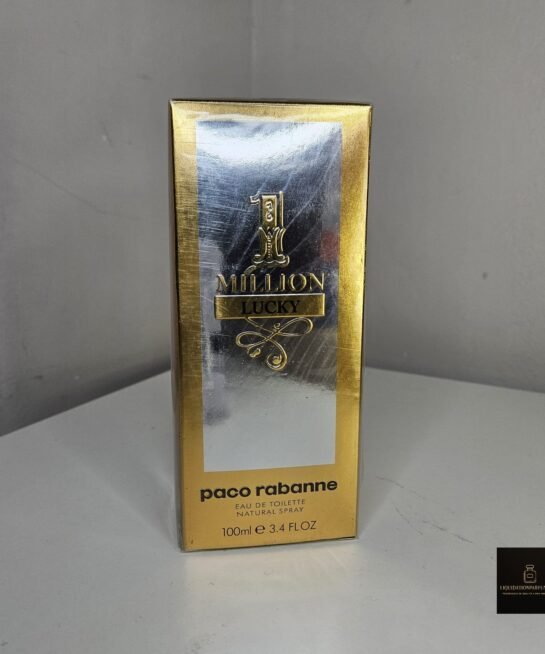 1
MILLION
LUCKY
paco rabanne
EAU DE TOILETTE
NATURAL SPRAY
100ml ℮ 3.4 FL OZ